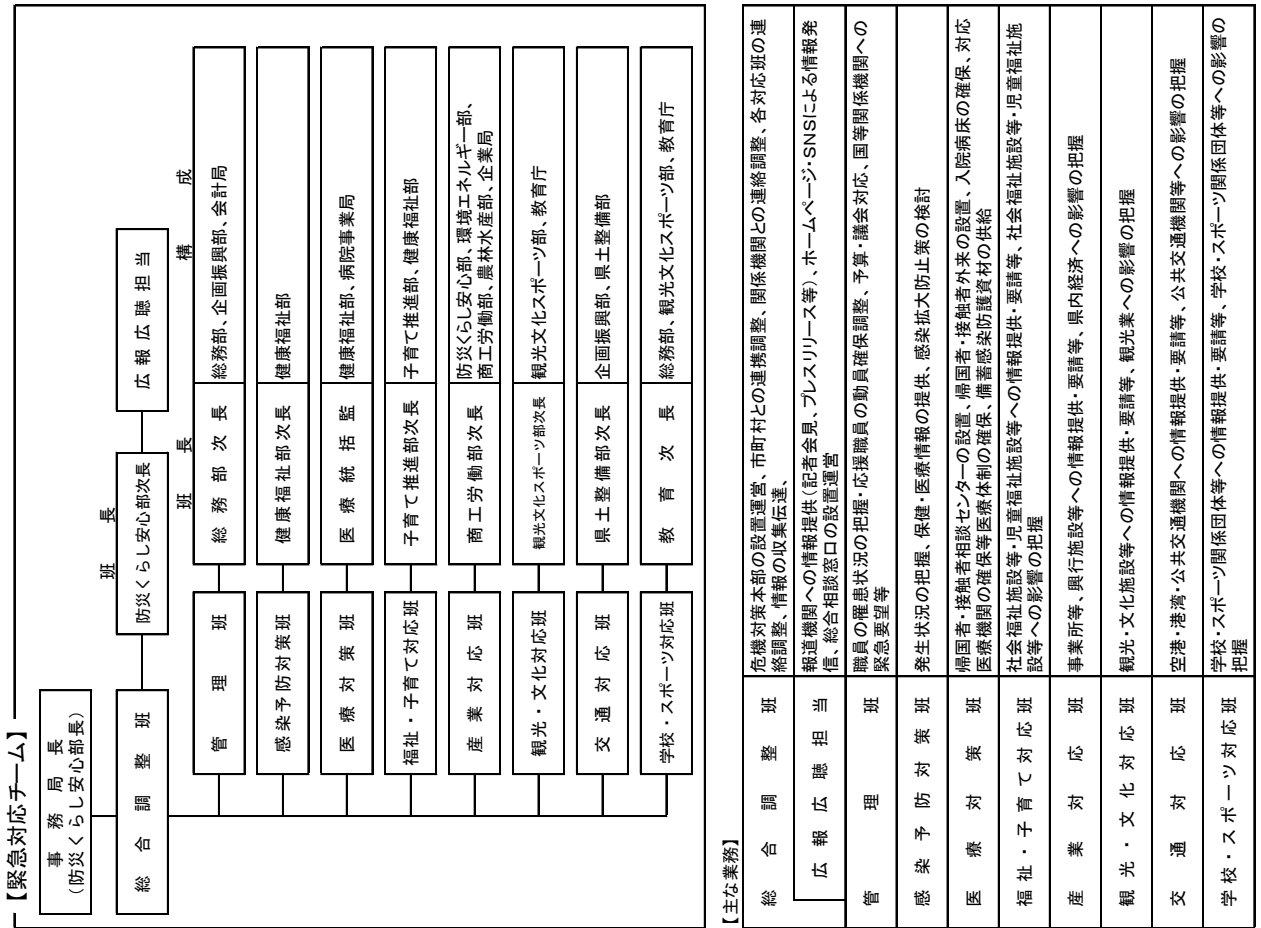 【緊急対応チーム】
事務局長
(防災くらし安心部長)
班長
総合調整班
防災くらし安心部次長
広報広聴担当
班長
構成
管理班
総務部次長
総務部、企画振興部、会計局
感染予防対策班
健康福祉部次長
健康福祉部
医療対策班
医療統括監
健康福祉部、病院事業局
福祉・子育て対応班
子育て推進部次長
子育て推進部、健康福祉部
産業対応班
商工労働部次長
防災くらし安心部、環境エネルギー部、
商工労働部、農林水産部、企業局
観光・文化対応班
観光文化スポーツ部次長
観光文化スポーツ部、教育庁
交通対応班
県土整備部次長
企画振興部、県土整備部
学校・スポーツ対応班
教育次長
総務部、観光文化スポーツ部、教育庁
【主な業務】
総合調整班
危機対策本部の設置運営、市町村との連携調整、関係機関との連絡調整、各対応班の連
絡調整、情報の収集伝達、
広報広聴担当
報道機関への情報提供(記者会見、プレスリリース等)、ホームページ・SNSによる情報発
信、総合相談窓口の設置運営
管理班
職員の罹患状況の把握・応援職員の動員確保調整、予算・議会対応、国等関係機関への
緊急要望等
感染予防対策班
発生状況の把握、保健・医療情報の提供、感染拡大防止策の検討
医療対策班
帰国者・接触者相談センターの設置、帰国者・接触者外来の設置、入院病床の確保、対応
医療機関の確保等医療体制の確保、備蓄感染防護資材の供給
福祉・子育て対応班
社会福祉施設等・児童福祉施設等への情報提供・要請等、社会福祉施設等・児童福祉施
設等への影響の把握
産業対応班
事業所等、興行施設等への情報提供・要請等、県内経済への影響の把握
観光・文化対応班
観光・文化施設等への情報提供・要請等、観光業への影響の把握
交通対応班
空港・港湾・公共交通機関への情報提供・要請等、公共交通機関等への影響の把握
学校・スポーツ対応班
学校・スポーツ関係団体等への情報提供・要請等、学校・スポーツ関係団体等への影響の
把握